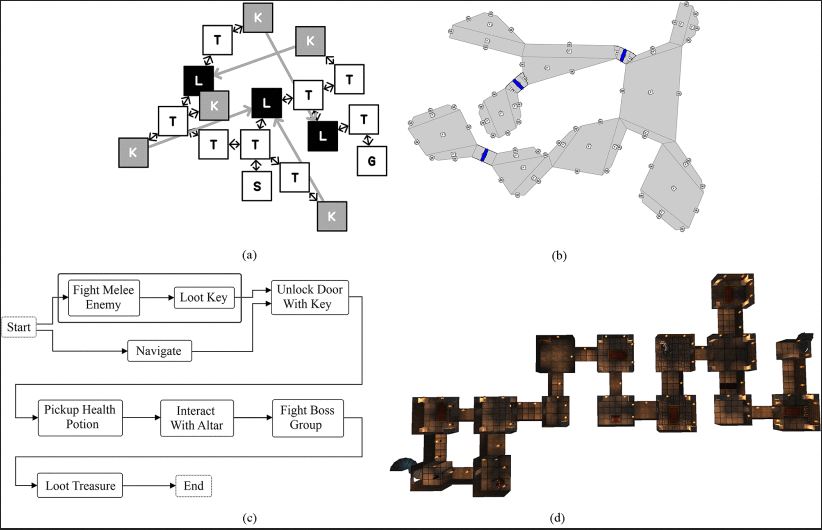 K
T
K
L
T
K
L
T
T
L
T
K
T
T
G
S
T
K
(a)
(b)
Fight Melee
Enemy
Loot Key
Unlock Door
With Key
Start
Navigate
Pickup Health
Potion
Interact
With Altar
Fight Boss
Group
Loot Treasure
End
(c)
(d)